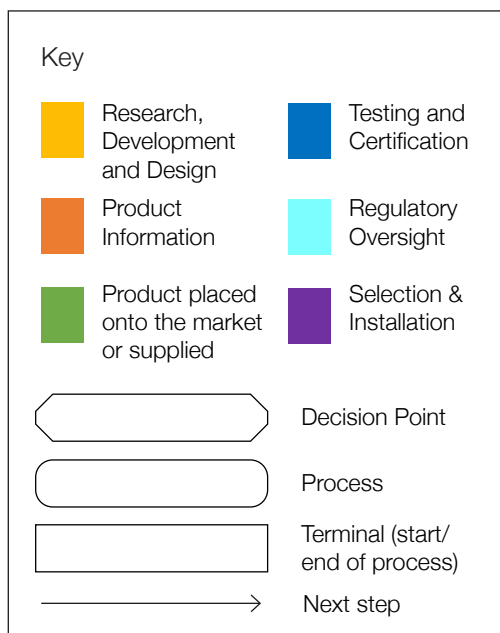 Key
Research,
Development
and Design
Testing and
Certification
Product
Information
Regulatory
Oversight
Product placed
onto the market
or supplied
Selection &
Installation
Decision Point
Process
Terminal (start/
end of process)
Next step